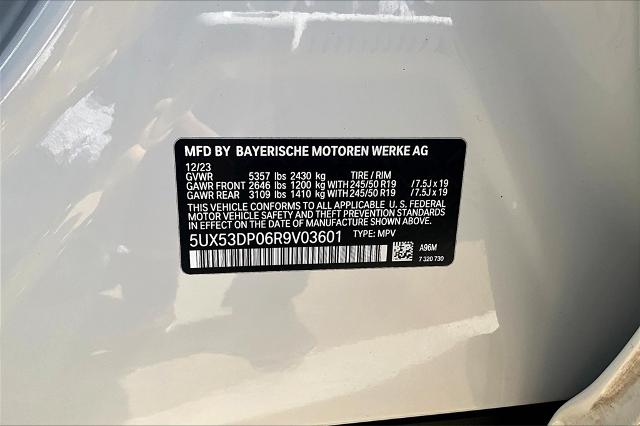 MFD BY BAYERISCHE MOTOREN WERKE AG
12/23
GVWR 5357 lbs 2430 kg TIRE / RIM
GAWR FRONT 2646 lbs 1200 kg WITH 245/50 R19 /7.5J x 19
GAWR REAR 3109 lbs 1410 kg WITH 245/50 R19 /7.5J x 19
THIS VEHICLE CONFORMS TO ALL APPLICABLE U. S. FEDERAL
MOTOR VEHICLE SAFETY, BUMPER, AND THEFT PREVENTION STANDARDS
IN EFFECT ON THE DATE OF MANUFACTURE SHOWN ABOVE.
5UX53DP06R9V03601 TYPE: MPV
A96M
7 320 730